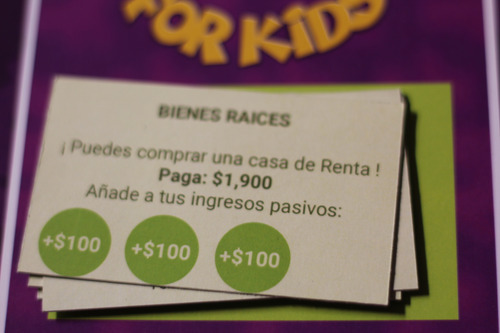 FOR KIDS
BIENES RAICES
¡ Puedes comprar una casa de Renta !
Paga: $1,900
Añade a tus ingresos pasivos:
+$100 +$100 +$100